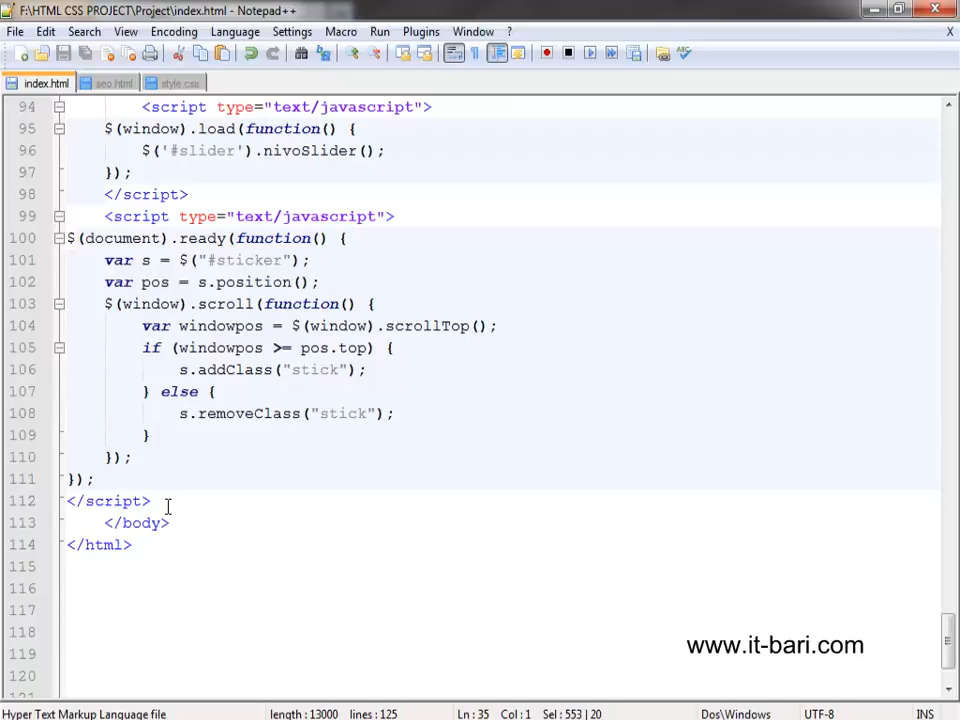 F:\HTML CSS PROJECT\Project\index.html - Notepad++
File Edit Search View Encoding Language Settings Macro Run Plugins Window ? X
index.html seo.html style.css
94 <script type="text/javascript">
95 $(window).load(function() {
96 $('#slider').nivoSlider();
97 });
98 </script>
99 <script type="text/javascript">
100 $(document).ready(function() {
101 var s = $("#sticker");
102 var pos = s.position();
103 $(window).scroll(function() {
104 var windowpos = $(window).scrollTop();
105 if (windowpos >= pos.top) {
106 s.addClass("stick");
107 } else {
108 s.removeClass("stick");
109 }
110 });
111 });
112 </script>
113 </body>
114 </html>
115
116
117
118
119
120
121
www.it-bari.com
Hyper Text Markup Language file length : 13000 lines : 125 Ln : 35 Col : 1 Sel : 553 | 20 Dos\Windows UTF-8 INS